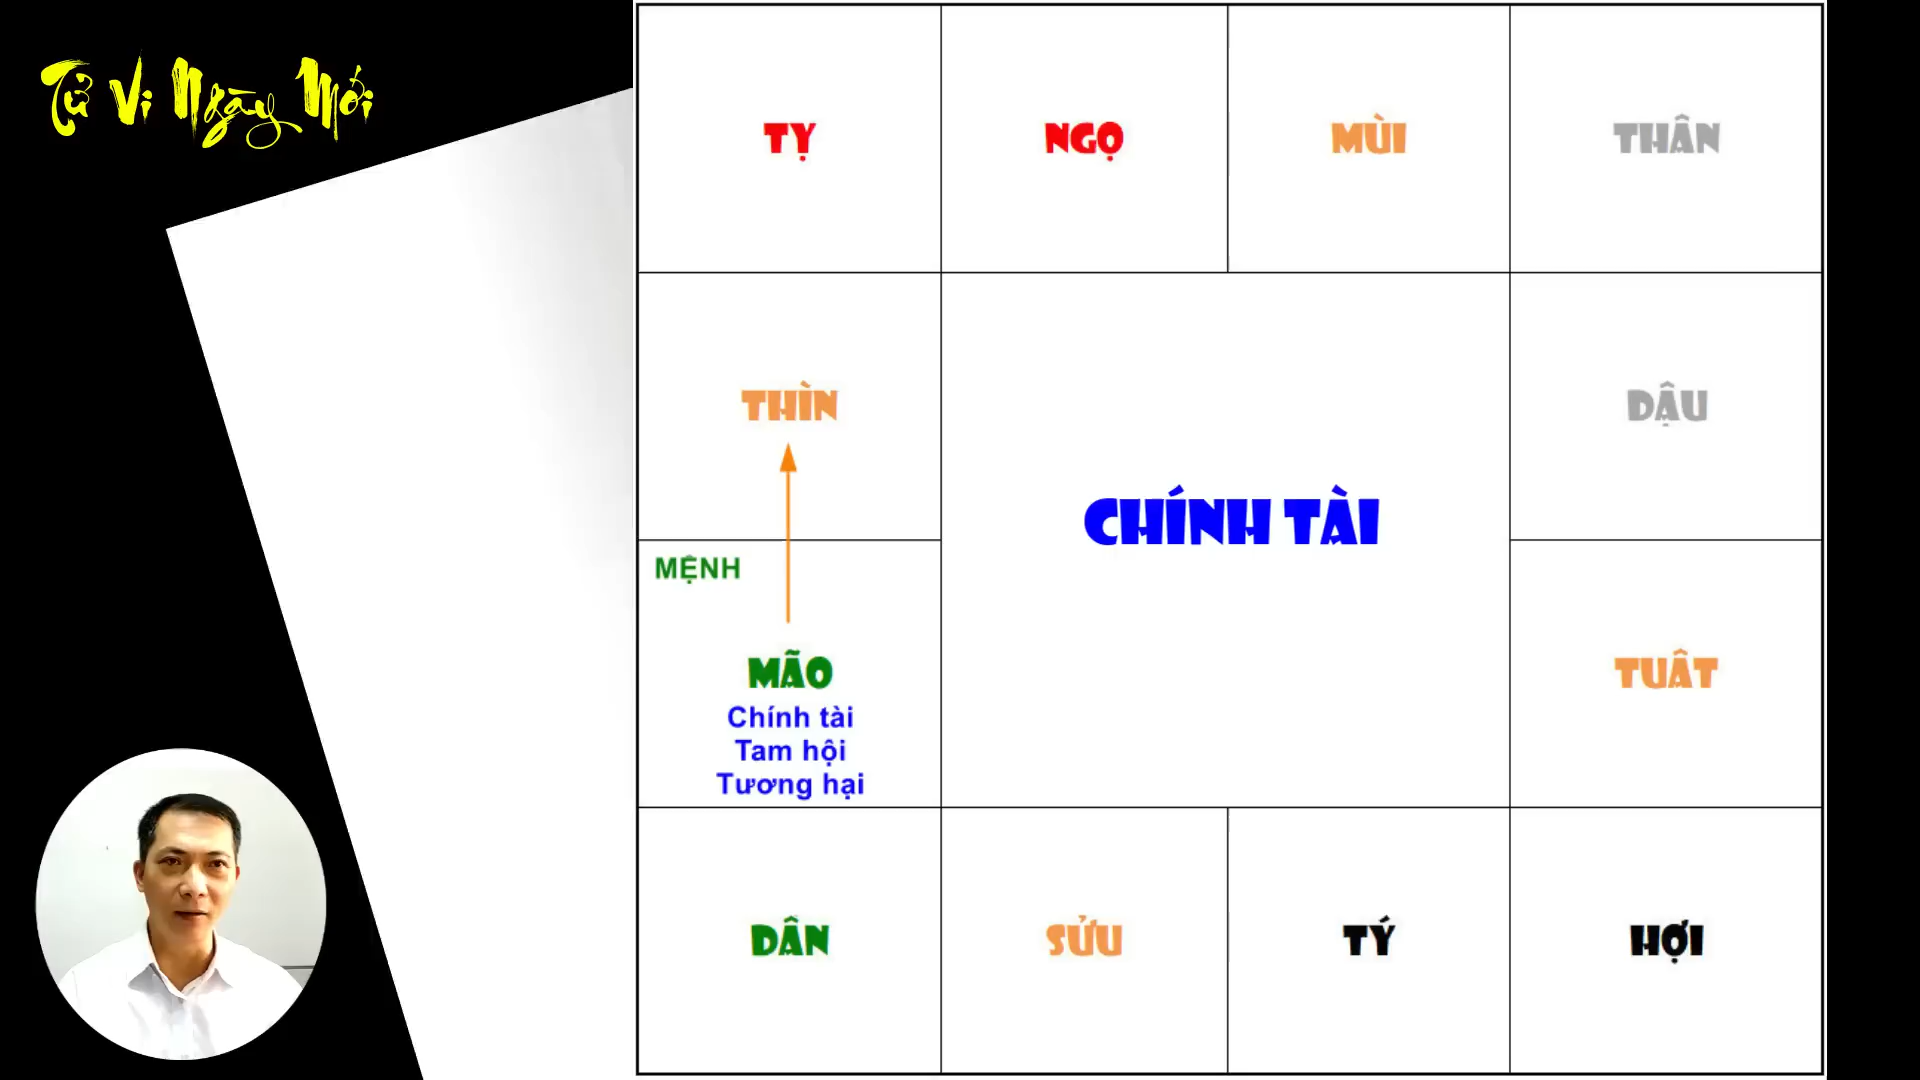 Tử Vi Ngày Mới
TỴ
NGỌ
MÙI
THÂN
THÌN
DẬU
CHÍNH TÀI
MỆNH
MÃO
Chính tài
Tam hội
Tương hại
TUẤT
DẦN
SỬU
TÝ
HỢI